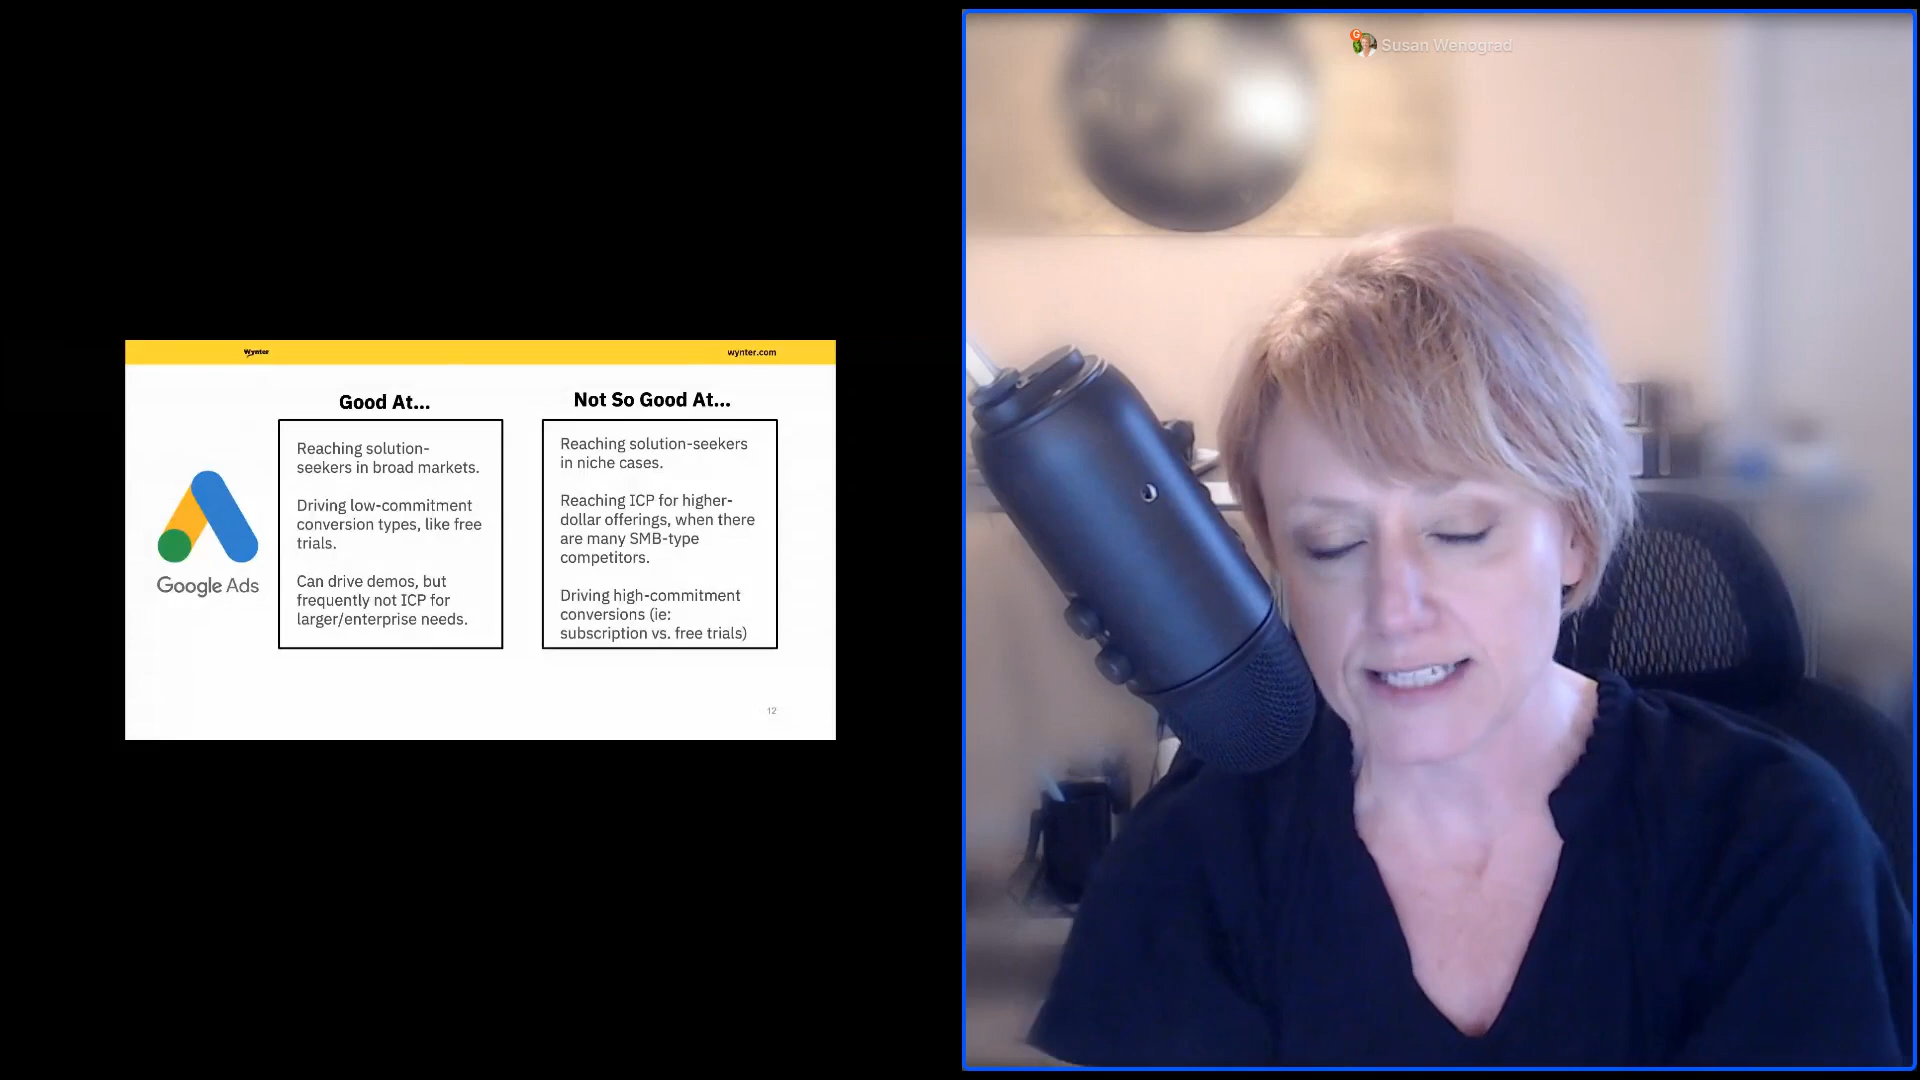 Wynter
wynter.com
Good At...
Reaching solution-
seekers in broad markets.
Driving low-commitment
conversion types, like free
trials.
Can drive demos, but
frequently not ICP for
larger/enterprise needs.
Not So Good At...
Reaching solution-seekers
in niche cases.
Reaching ICP for higher-
dollar offerings, when there
are many SMB-type
competitors.
Driving high-commitment
conversions (ie:
subscription vs. free trials)
Google Ads
12
G
Susan Wenograd